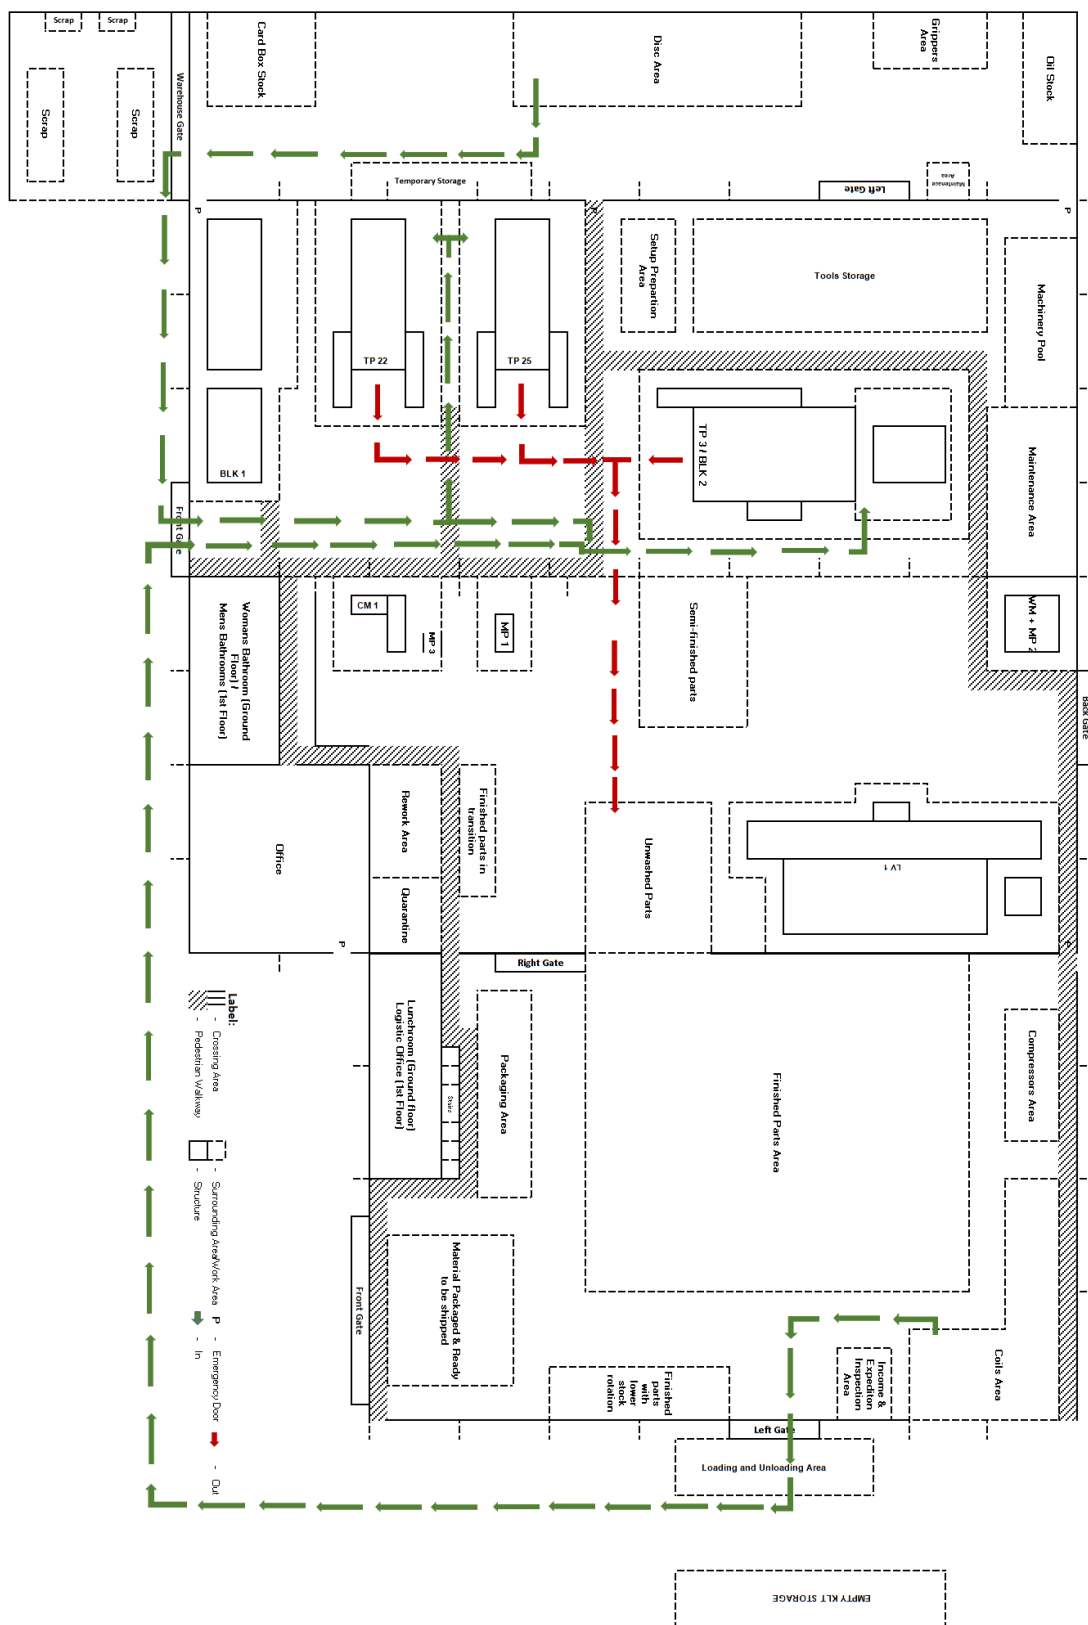 Scrap
Scrap
Scrap
Scrap
Warehouse Gate
Card Box Stock
Disc Area
Grippers
Area
Oil Stock
Temporary Storage
Left Gate
Maintenace
Area
P
P
P
Setup Prepartion
Area
Tools Storage
Machinery Pool
TP 22
TP 25
TP 3 / BLK 2
BLK 1
Maintenance Area
Front Gate
Womans Bathroom (Ground
Floor) /
Mens Bathrooms (1st Floor)
CM 1
MP 3
MP 1
Semi-finished parts
WM + MP 2
Back Gate
Office
Rework Area
Quarantine
Finished parts in
transition
Unwashed Parts
LV 1
P
P
Right Gate
Lunchroom (Ground floor)
Logistic Office (1st Floor)
Stairs
Packaging Area
Finished Parts Area
Compressors Area
Label:
- Crossing Area
- Pedestrian Walkway
- Surrounding Area/Work Area
- Structure
P - Emergency Door
- In
- Out
Front Gate
Material Packaged & Ready
to be shipped
Finished
parts
with
lower
stock
rotation
Income &
Expediton
Inspection
Area
Coils Area
Left Gate
Loading and Unloading Area
EMPTY KLT STORAGE